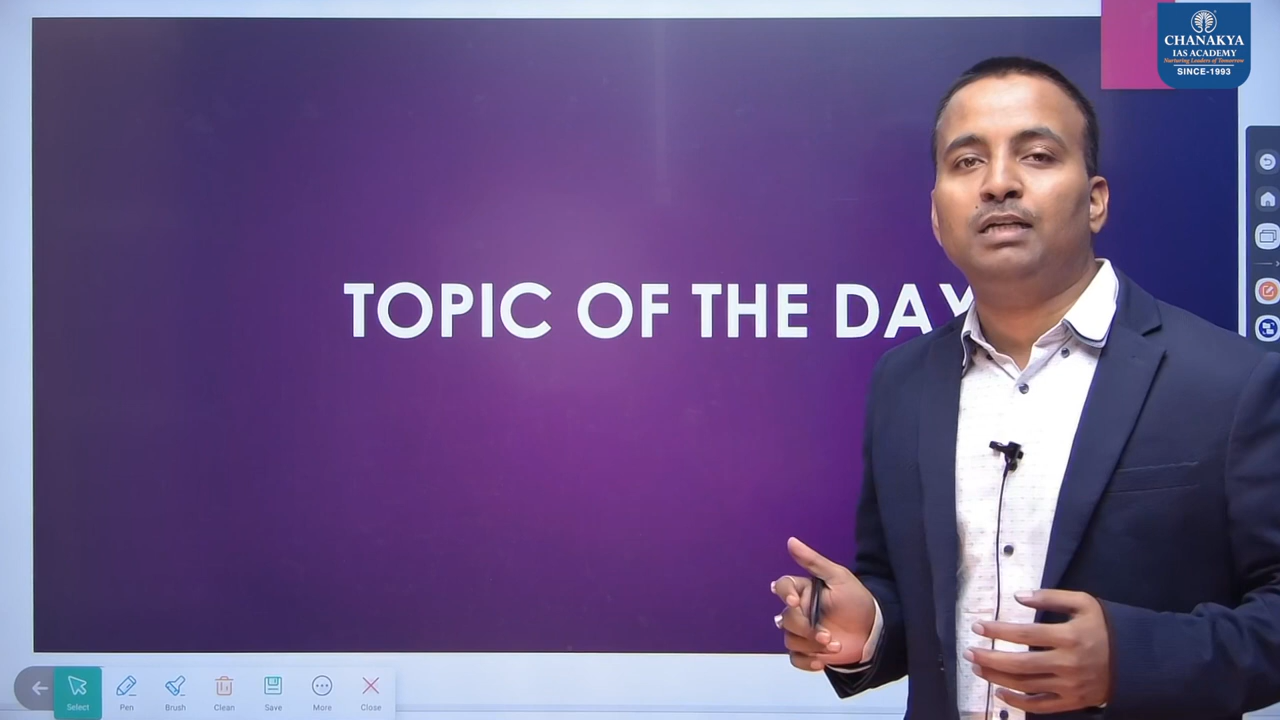 CHANAKYA
IAS ACADEMY
Nurturing Leaders of Tomorrow
SINCE-1993
TOPIC OF THE DAY
Select
Pen
Brush
Clean
Save
More
Close